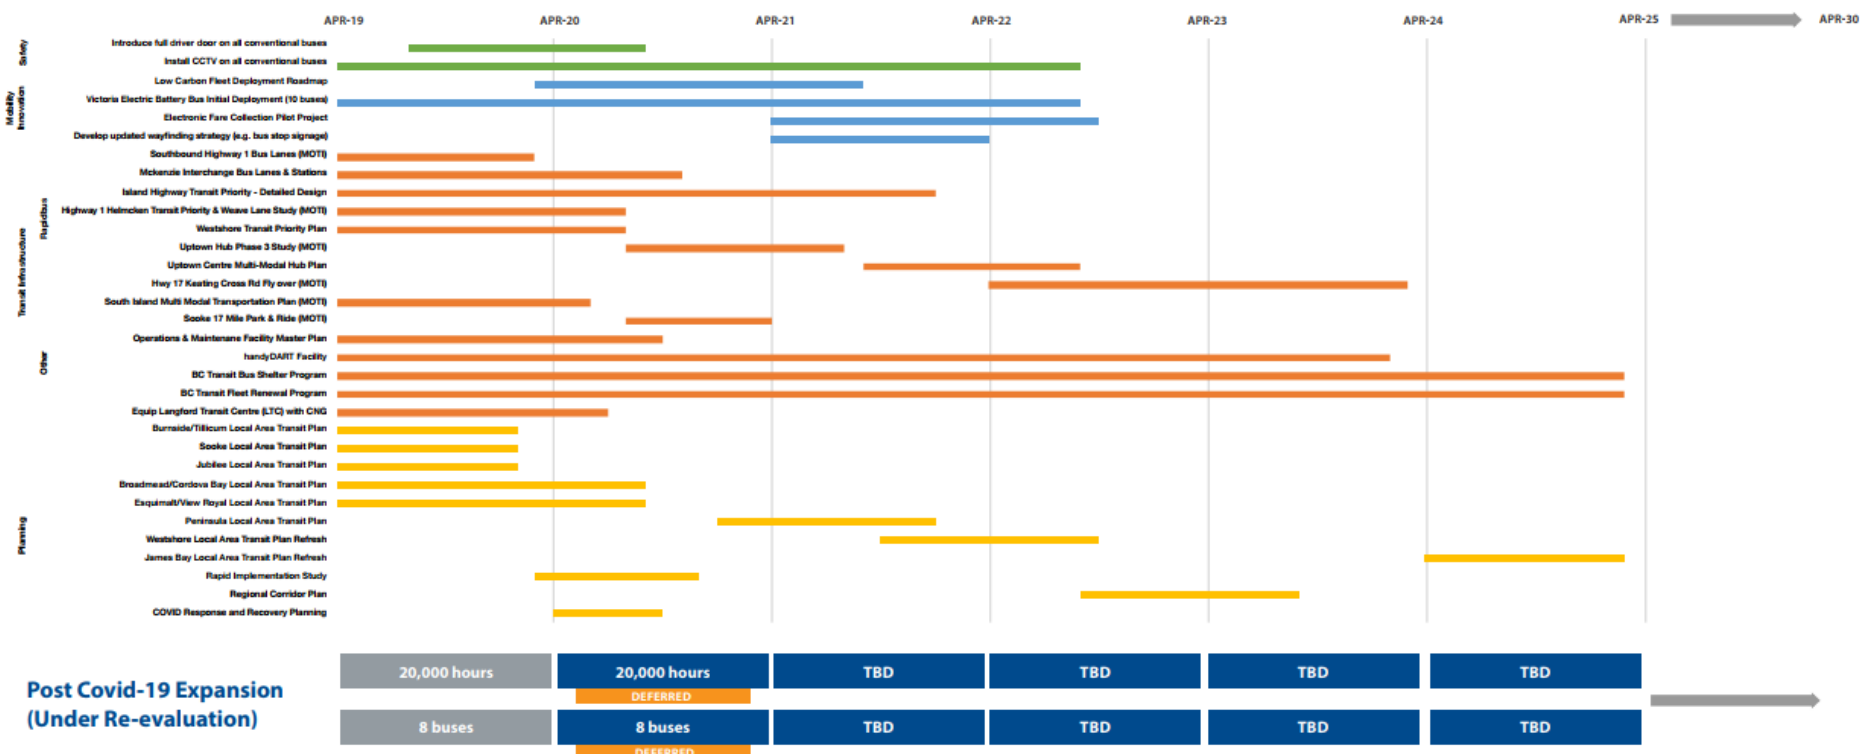 APR-19 APR-20 APR-21 APR-22 APR-23 APR-24 APR-25 APR-30
Safety
Introduce full driver door on all conventional buses
Install CCTV on all conventional buses
Mobility
Innovation
Low Carbon Fleet Deployment Roadmap
Victoria Electric Battery Bus Initial Deployment (10 buses)
Electronic Fare Collection Pilot Project
Develop updated wayfinding strategy (e.g. bus stop signage)
Transit Infrastructure
Rapidbus
Southbound Highway 1 Bus Lanes (MOTI)
Mckenzie Interchange Bus Lanes & Stations
Island Highway Transit Priority - Detailed Design
Highway 1 Helmcken Transit Priority & Weave Lane Study (MOTI)
Westshore Transit Priority Plan
Uptown Hub Phase 3 Study (MOTI)
Uptown Centre Multi-Modal Hub Plan
Hwy 17 Keating Cross Rd Fly over (MOTI)
South Island Multi Modal Transportation Plan (MOTI)
Sooke 17 Mile Park & Ride (MOTI)
Other
Operations & Maintenane Facility Master Plan
handyDART Facility
BC Transit Bus Shelter Program
BC Transit Fleet Renewal Program
Equip Langford Transit Centre (LTC) with CNG
Planning
Burnside/Tillicum Local Area Transit Plan
Sooke Local Area Transit Plan
Jubilee Local Area Transit Plan
Broadmead/Cordova Bay Local Area Transit Plan
Esquimalt/View Royal Local Area Transit Plan
Peninsula Local Area Transit Plan
Westshore Local Area Transit Plan Refresh
James Bay Local Area Transit Plan Refresh
Rapid Implementation Study
Regional Corridor Plan
COVID Response and Recovery Planning
Post Covid-19 Expansion
(Under Re-evaluation)
20,000 hours 20,000 hours TBD TBD TBD TBD
DEFERRED
8 buses 8 buses TBD TBD TBD TBD
DEFERRED